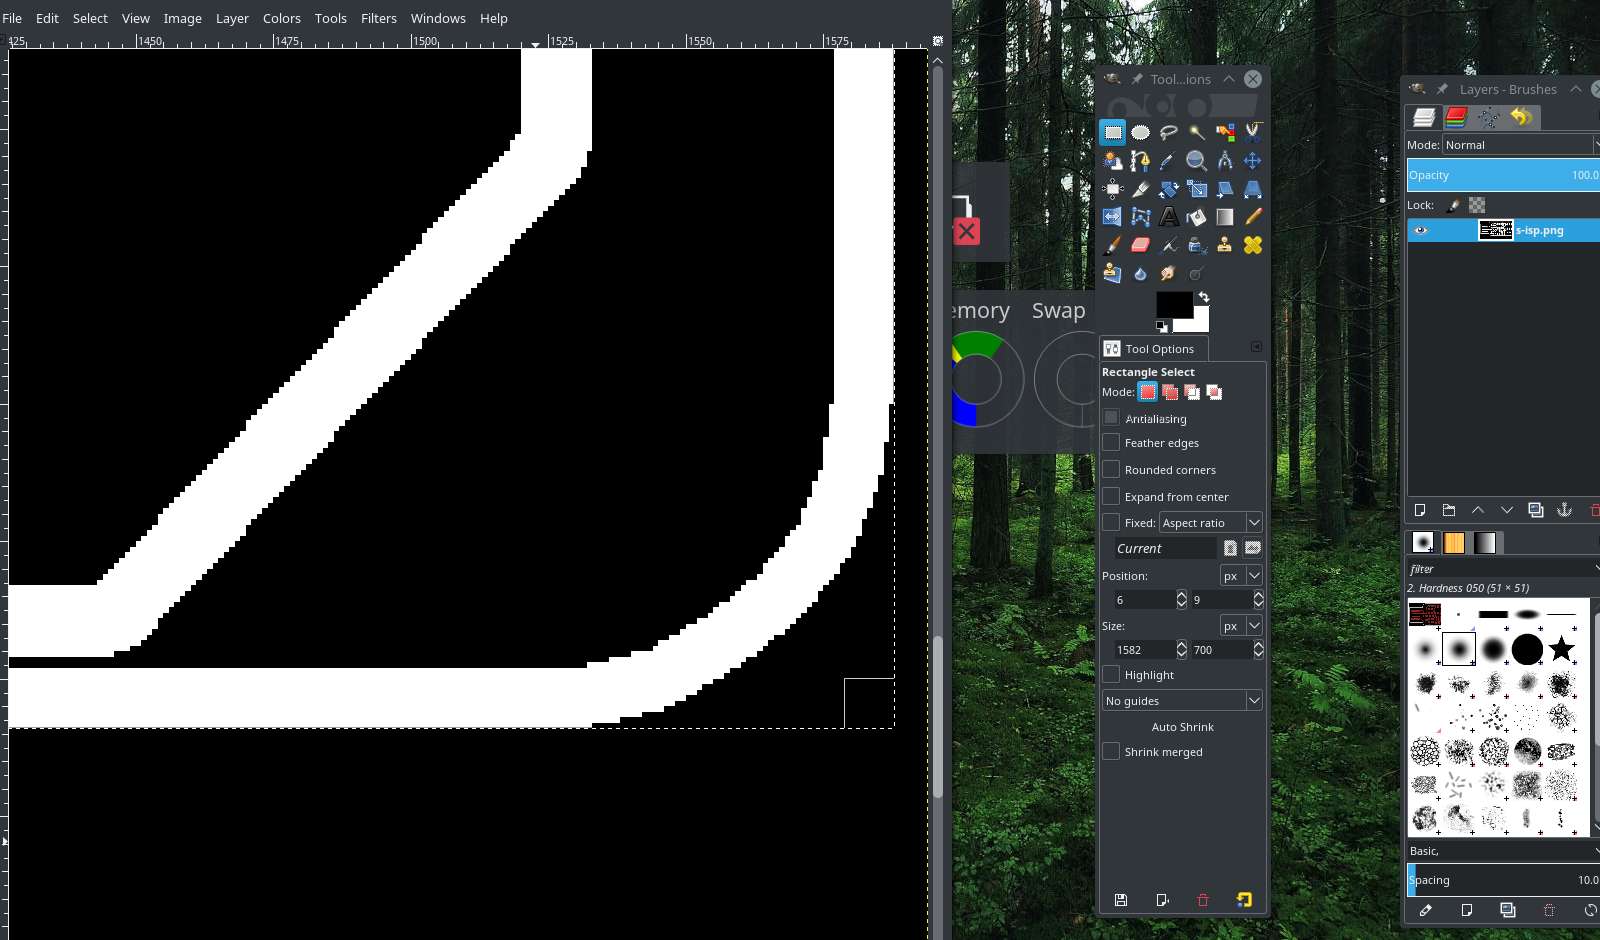 File Edit Select View Image Layer Colors Tools Filters Windows Help
1450 1475 1500 1525 1550 1575
Tool...ions
Layers - Brushes
Mode: Normal
Opacity 100.0
Lock:
s-isp.png
emory Swap
Tool Options
Rectangle Select
Mode:
Antialiasing
Feather edges
Rounded corners
Expand from center
Fixed: Aspect ratio
Current
Position: px
6 9
Size: px
1582 700
Highlight
No guides
Auto Shrink
Shrink merged
filter
2. Hardness 050 (51 × 51)
Basic,
Spacing 10.0